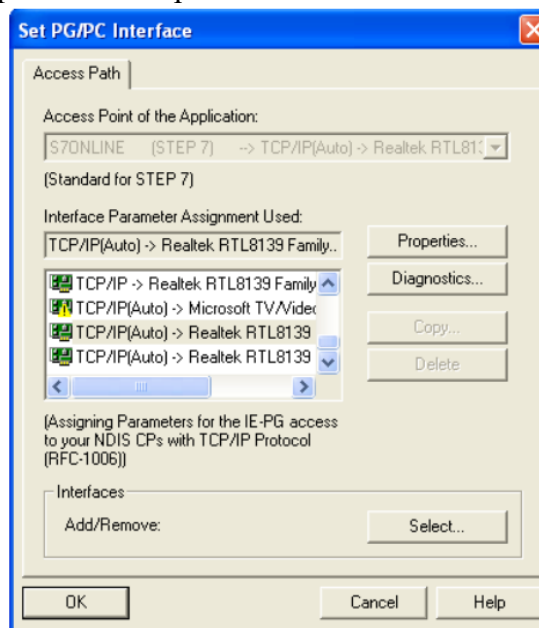 Set PG/PC Interface
Access Path
Access Point of the Application:
S7ONLINE (STEP 7) --> TCP/IP(Auto) -> Realtek RTL81:
(Standard for STEP 7)
Interface Parameter Assignment Used:
TCP/IP(Auto) -> Realtek RTL8139 Family..
Properties...
Diagnostics...
TCP/IP -> Realtek RTL8139 Family
TCP/IP(Auto) -> Microsoft TV/Videc
TCP/IP(Auto) -> Realtek RTL8139
TCP/IP(Auto) -> Realtek RTL8139
Copy...
Delete
(Assigning Parameters for the IE-PG access
to your NDIS CPs with TCP/IP Protocol
(RFC-1006))
Interfaces
Add/Remove:
Select...
OK
Cancel
Help